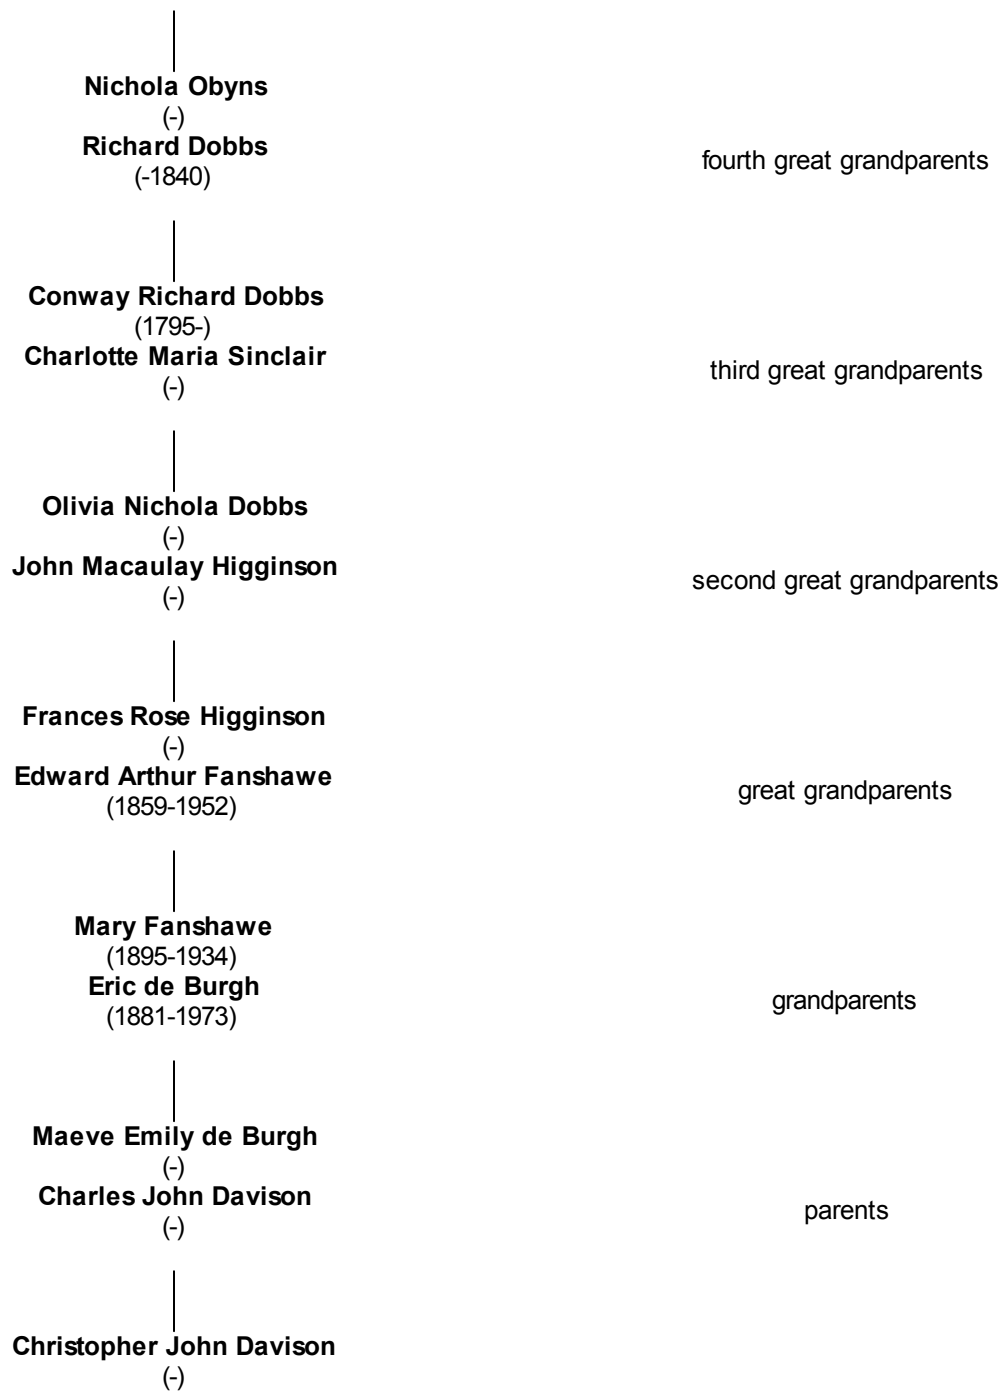 Nichola Obyns
(-)
Richard Dobbs
(-1840)
fourth great grandparents
Conway Richard Dobbs
(1795-)
Charlotte Maria Sinclair
(-)
third great grandparents
Olivia Nichola Dobbs
(-)
John Macaulay Higginson
(-)
second great grandparents
Frances Rose Higginson
(-)
Edward Arthur Fanshawe
(1859-1952)
great grandparents
Mary Fanshawe
(1895-1934)
Eric de Burgh
(1881-1973)
grandparents
Maeve Emily de Burgh
(-)
Charles John Davison
(-)
parents
Christopher John Davison
(-)